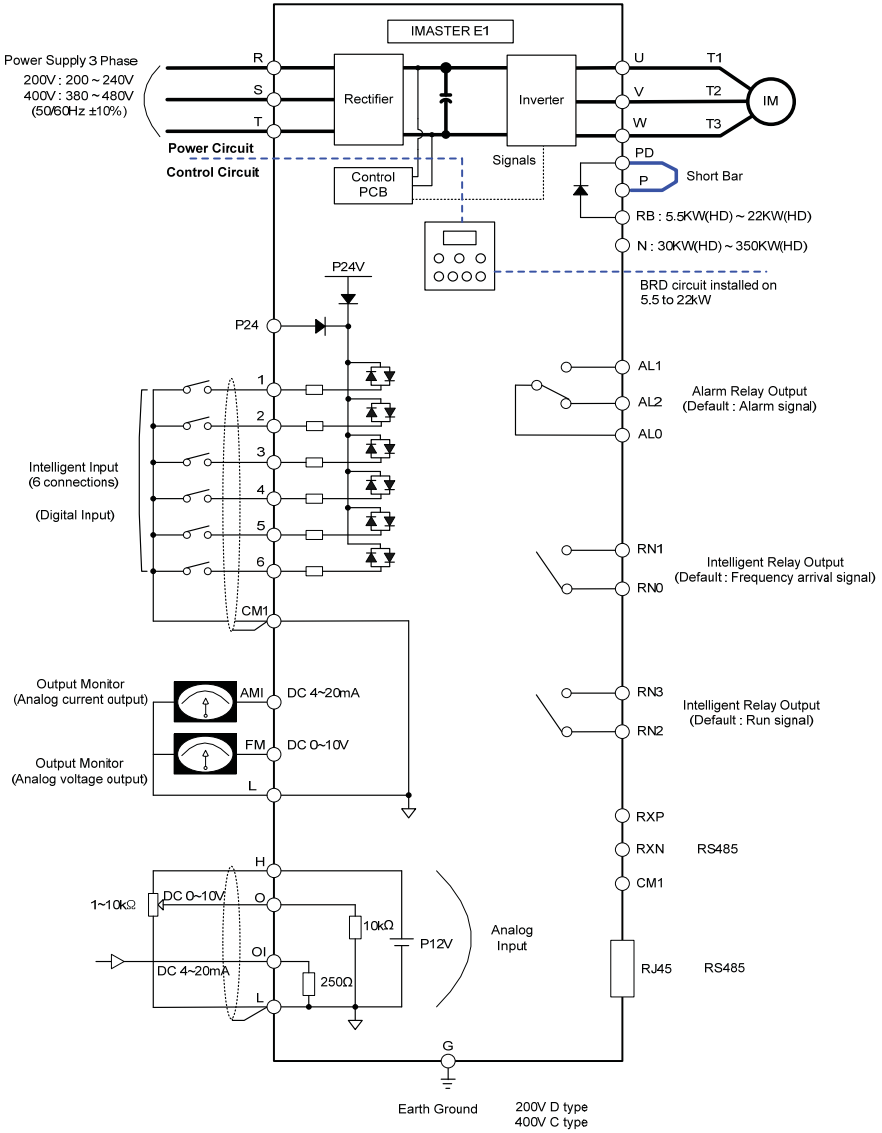 IMASTER E1
Power Supply 3 Phase
200V : 200 ~ 240V
400V : 380 ~ 480V
(50/60Hz ±10%)
R
S
T
Rectifier
Inverter
U
V
W
T1
T2
T3
IM
Power Circuit
Control Circuit
Control
PCB
Signals
PD
P
Short Bar
RB : 5.5KW(HD) ~ 22KW(HD)
N : 30KW(HD) ~ 350KW(HD)
BRD circuit installed on
5.5 to 22kW
P24V
P24
1
2
3
4
5
6
CM1
Intelligent Input
(6 connections)
(Digital Input)
AL1
AL2
AL0
Alarm Relay Output
(Default : Alarm signal)
RN1
RN0
Intelligent Relay Output
(Default : Frequency arrival signal)
RN3
RN2
Intelligent Relay Output
(Default : Run signal)
Output Monitor
(Analog current output)
AMI
DC 4~20mA
Output Monitor
(Analog voltage output)
FM
DC 0~10V
L
RXP
RXN
RS485
CM1
RJ45
RS485
H
DC 0~10V
O
1~10kΩ
OI
DC 4~20mA
L
10kΩ
250Ω
P12V
Analog
Input
G
Earth Ground
200V D type
400V C type